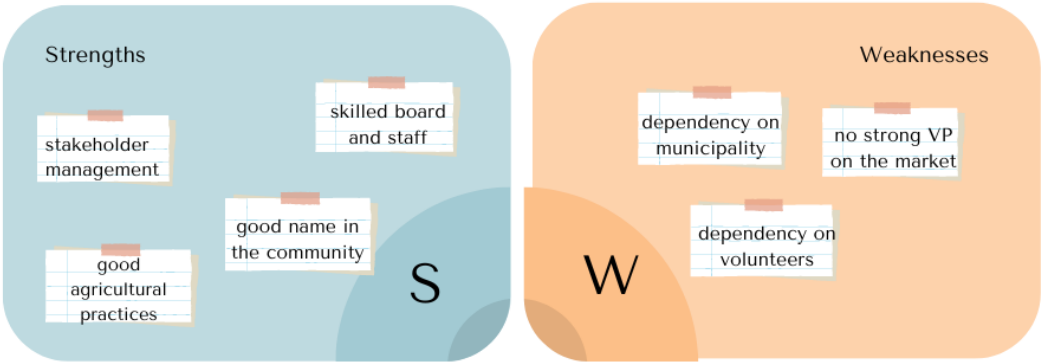 Strengths
stakeholder
management
skilled board
and staff
good name in
the community
good
agricultural
practices
S
Weaknesses
dependency on
municipality
no strong VP
on the market
dependency on
volunteers
W